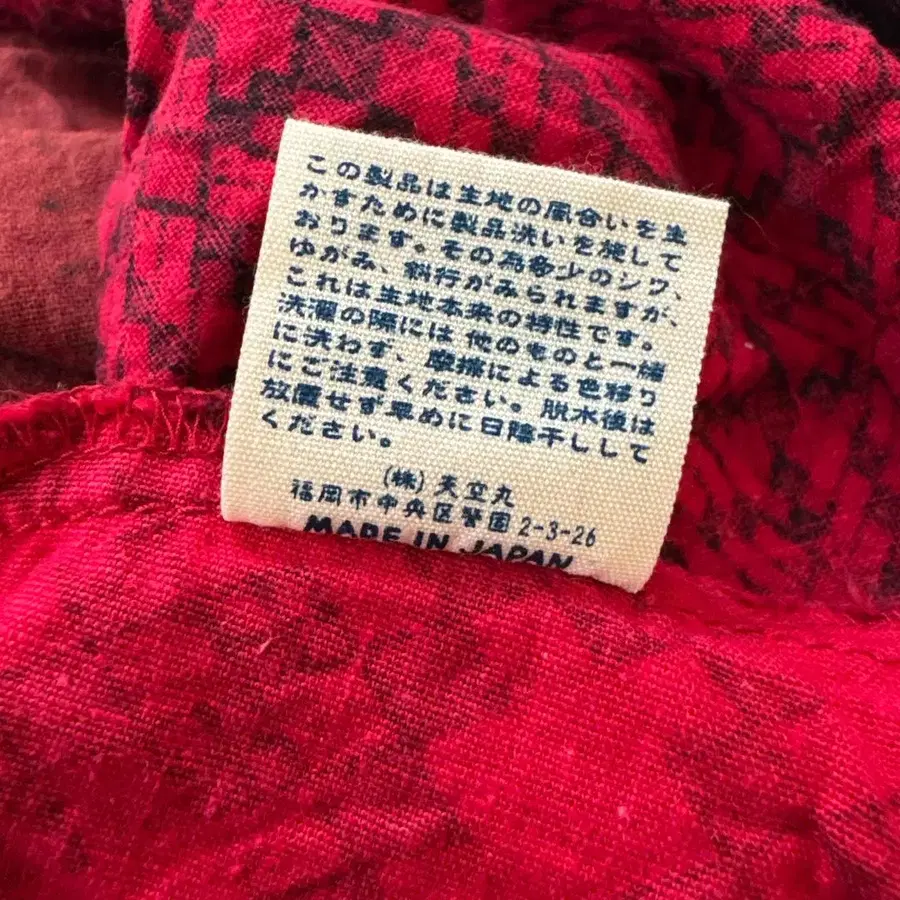 この製品は生地の風合いを生
かすために製品洗いを施して
おります。その為多少のシワ、
ゆがみ、斜行がみられますが、
これは生地本来の特性です。
洗濯の際には他のものと一緒
に洗わず、摩擦による色移り
にご注意ください。脱水後は
放置せず早めに日陰干しして
ください。
(株)天空丸
福岡市中央区警固2-3-26
MADE IN JAPAN